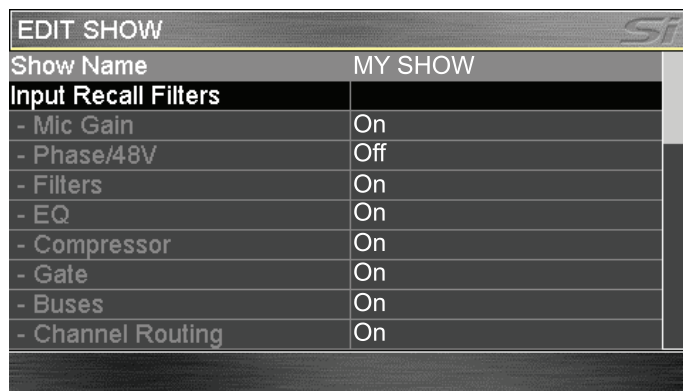 EDIT SHOW Si
Show Name MY SHOW
Input Recall Filters
- Mic Gain On
- Phase/48V Off
- Filters On
- EQ On
- Compressor On
- Gate On
- Buses On
- Channel Routing On